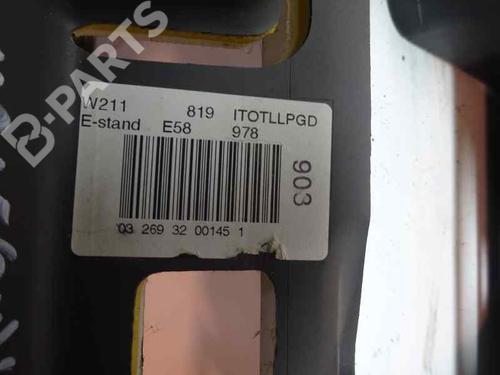 B-PARTS
W211 819 ITOTLLPGD
E-stand E58 978
903
03 269 32 00145 1